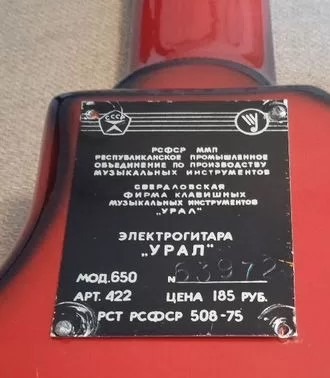 СССР
РСФСР ММП
РЕСПУБЛИКАНСКОЕ ПРОМЫШЛЕННОЕ
ОБЪЕДИНЕНИЕ ПО ПРОИЗВОДСТВУ
МУЗЫКАЛЬНЫХ ИНСТРУМЕНТОВ
СВЕРДЛОВСКАЯ
ФИРМА КЛАВИШНЫХ
МУЗЫКАЛЬНЫХ ИНСТРУМЕНТОВ
„УРАЛ"
ЭЛЕКТРОГИТАРА
„УРАЛ"
МОД.650 N 63972
АРТ. 422 ЦЕНА 185 РУБ.
РСТ РСФСР 508-75